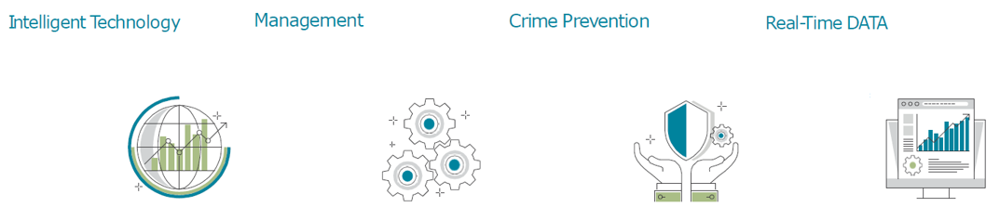 Intelligent Technology
Management
Crime Prevention
Real-Time DATA